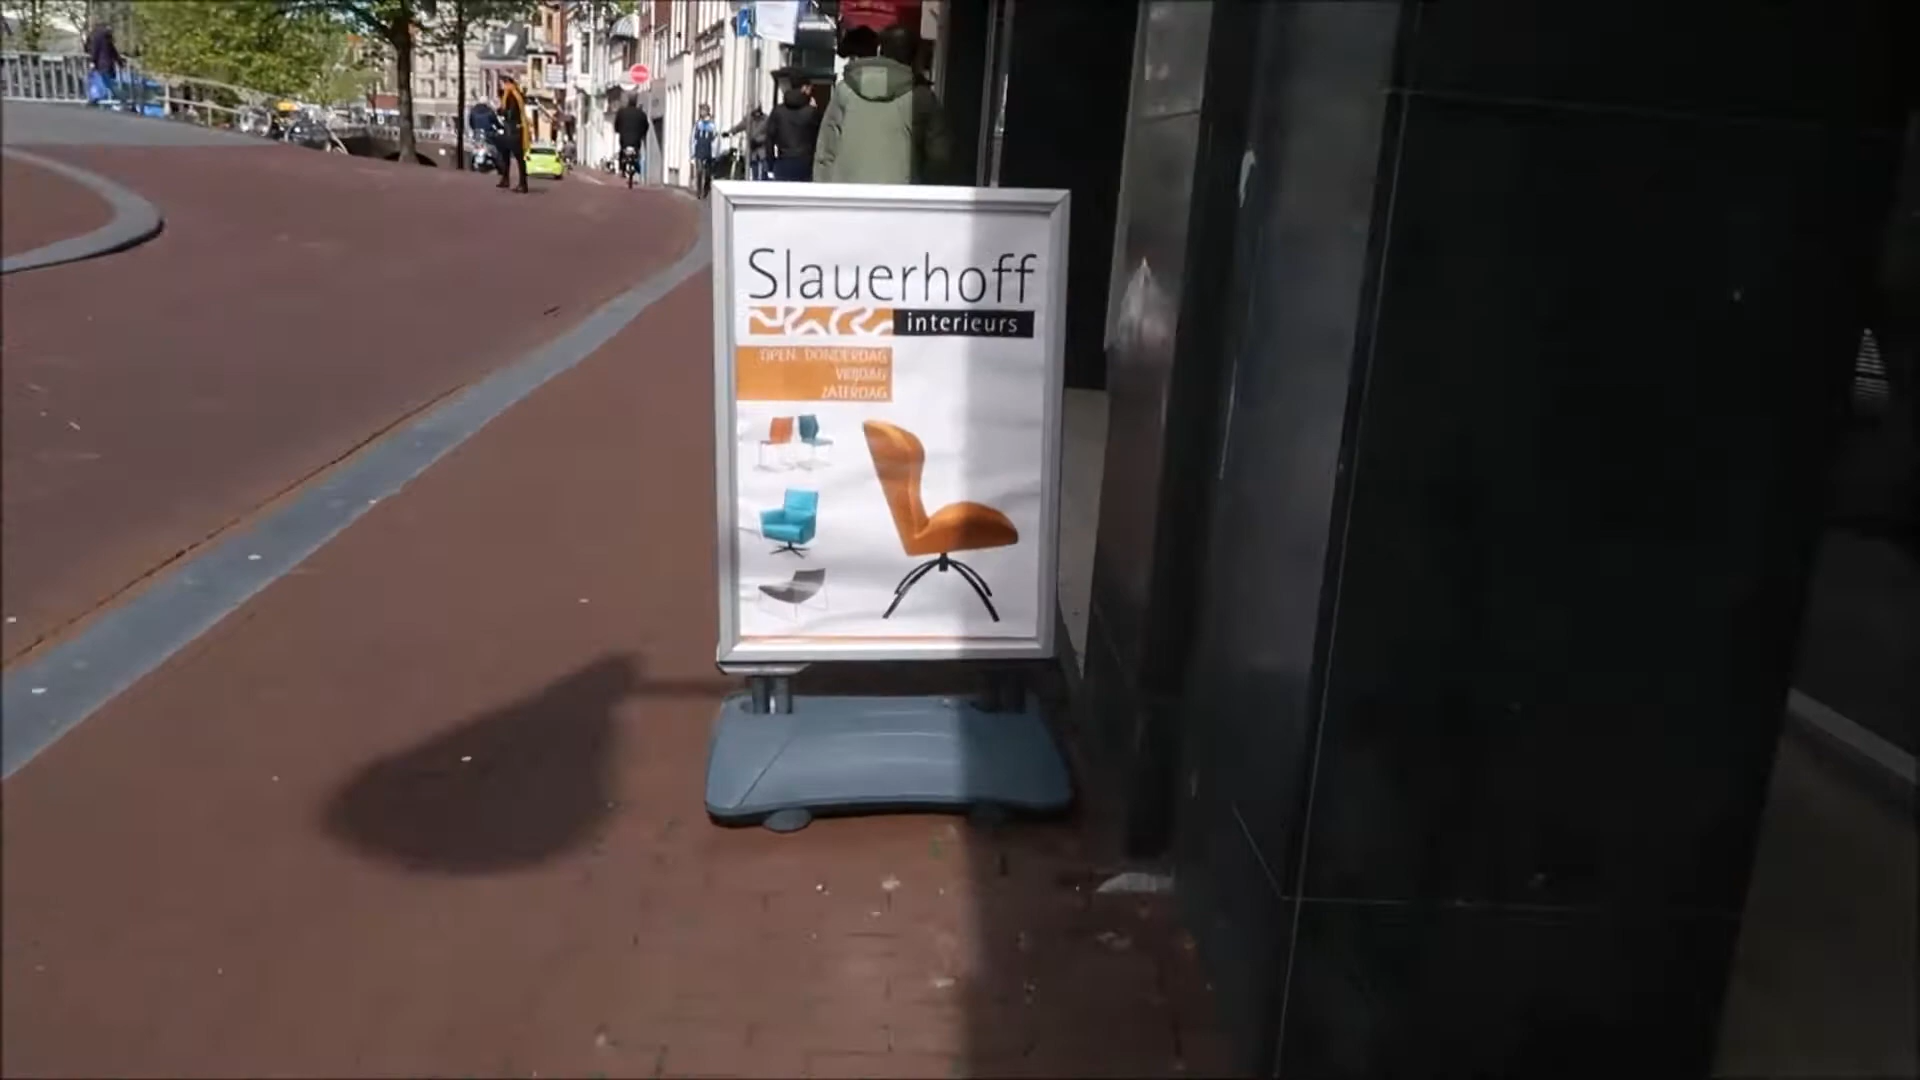 Slauerhoff
interieurs
OPEN: DONDERDAG
VRIJDAG
ZATERDAG